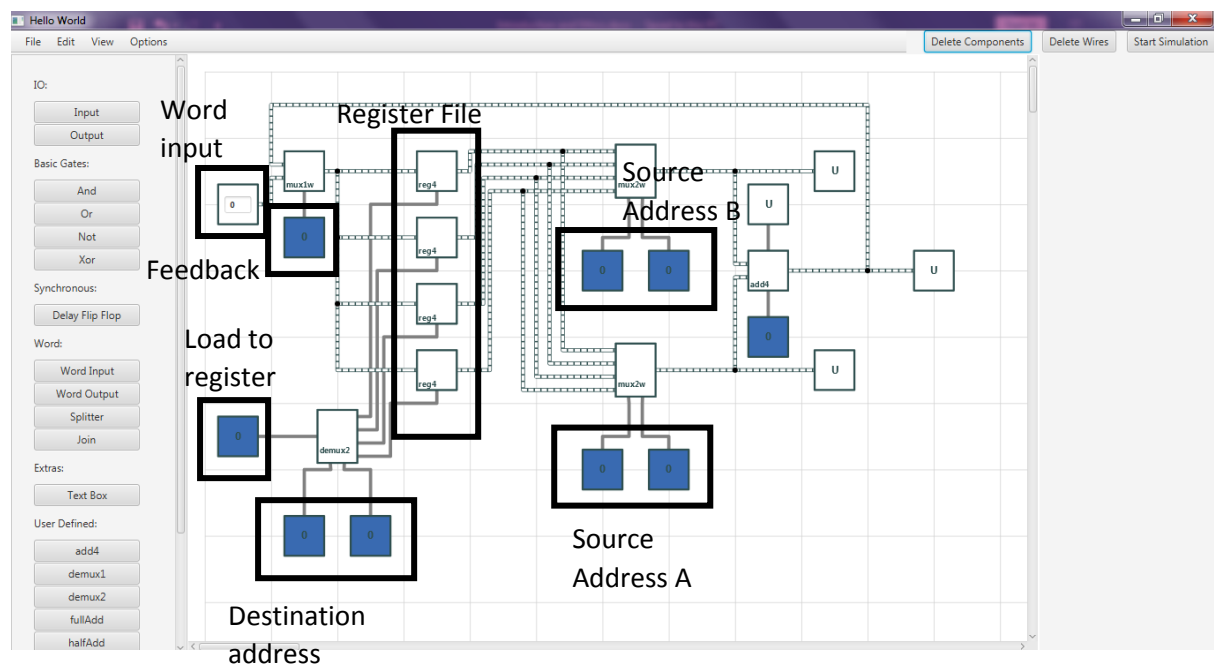 Hello World
File Edit View Options
Delete Components Delete Wires Start Simulation
IO:
Input
Output
Basic Gates:
And
Or
Not
Xor
Synchronous:
Delay Flip Flop
Word:
Word Input
Word Output
Splitter
Join
Extras:
Text Box
User Defined:
add4
demux1
demux2
fullAdd
halfAdd
Word
input
Register File
0
mux1w
0
Feedback
reg4
reg4
reg4
reg4
mux2w
Source
Address B
0 0
U
U
add4
U
0
U
mux2w
0 0
Source
Address A
Load to
register
0
demux2
0 0
Destination
address